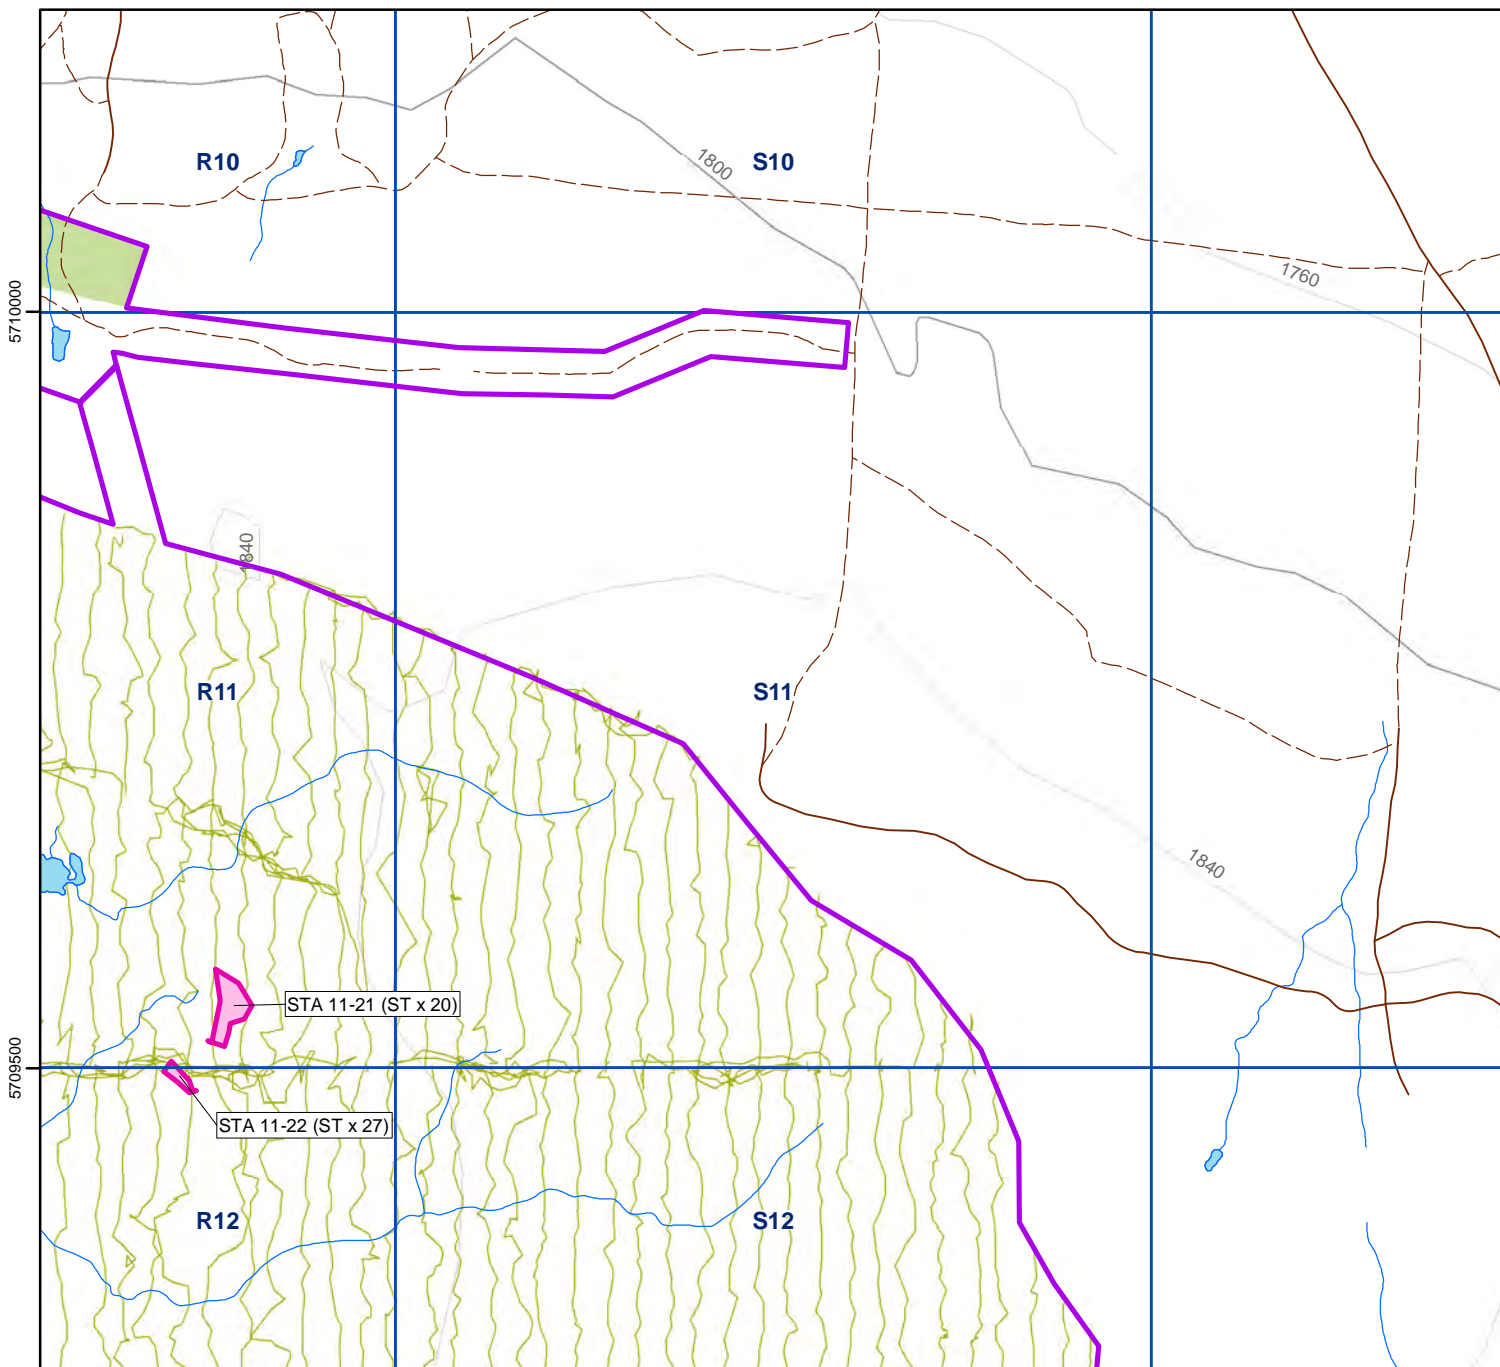 R10
1800
S10
1760
5710000
1840
R11
S11
1840
STA 11-21 (ST x 20)
5709500
STA 11-22 (ST x 27)
R12
S12